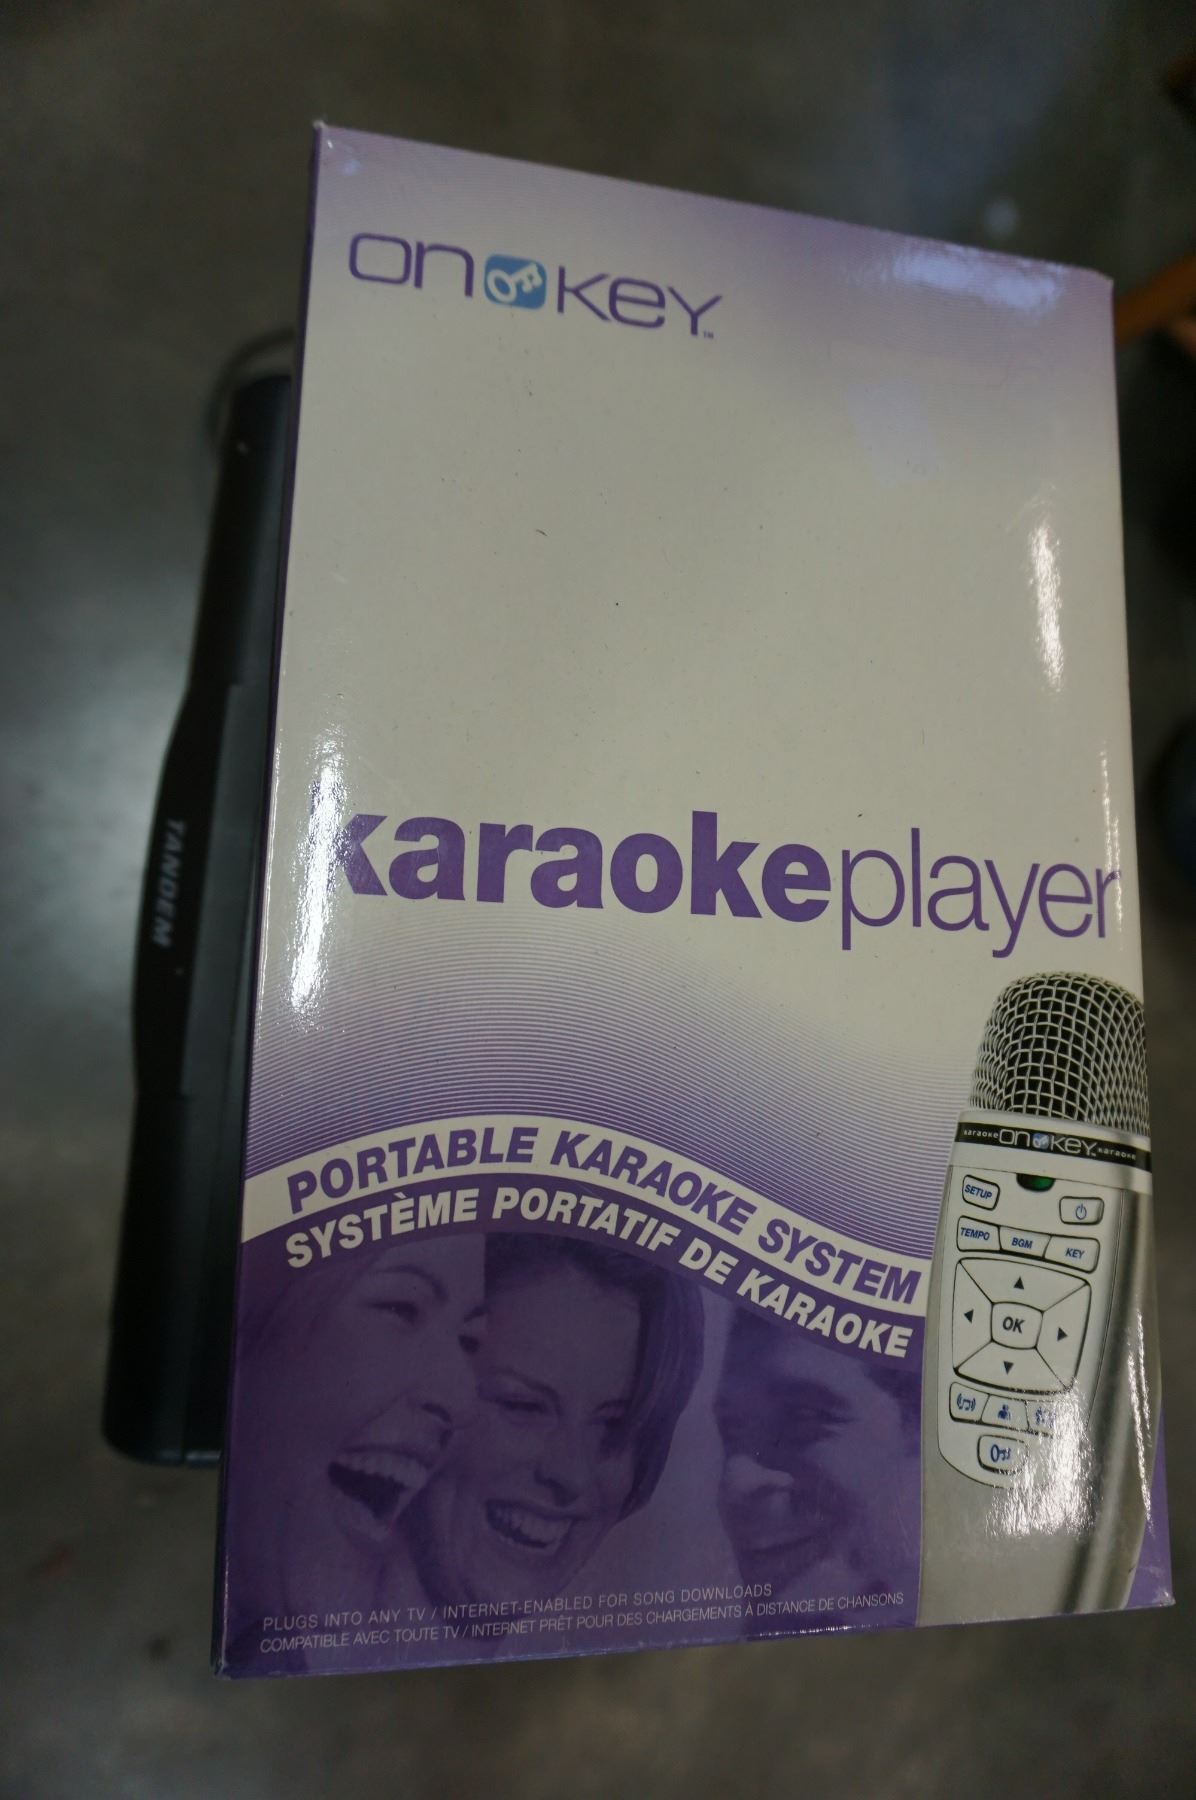 on key™
karaokeplayer
PORTABLE KARAOKE SYSTEM
SYSTÈME PORTATIF DE KARAOKE
karaoke on key karaoke
SETUP
TEMPO BGM KEY
OK
PLUGS INTO ANY TV / INTERNET-ENABLED FOR SONG DOWNLOADS
COMPATIBLE AVEC TOUTE TV / INTERNET PRÊT POUR DES CHARGEMENTS À DISTANCE DE CHANSONS
TANDEM